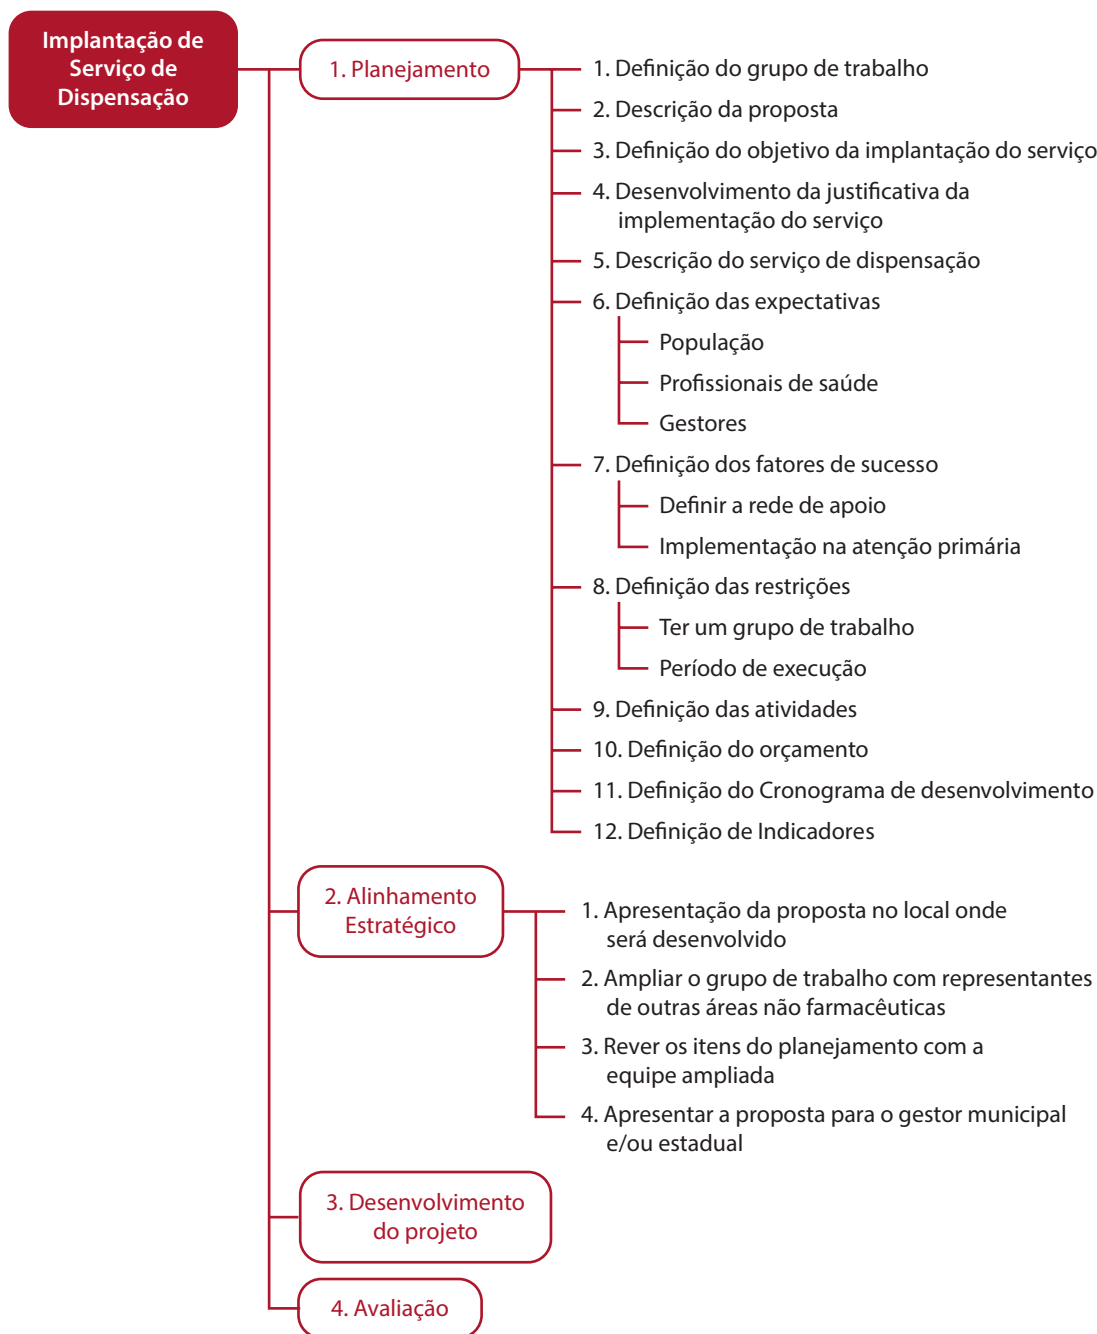 Implantação de
Serviço de
Dispensação
1. Planejamento
1. Definição do grupo de trabalho
2. Descrição da proposta
3. Definição do objetivo da implantação do serviço
4. Desenvolvimento da justificativa da
implementação do serviço
5. Descrição do serviço de dispensação
6. Definição das expectativas
População
Profissionais de saúde
Gestores
7. Definição dos fatores de sucesso
Definir a rede de apoio
Implementação na atenção primária
8. Definição das restrições
Ter um grupo de trabalho
Período de execução
9. Definição das atividades
10. Definição do orçamento
11. Definição do Cronograma de desenvolvimento
12. Definição de Indicadores
2. Alinhamento
Estratégico
1. Apresentação da proposta no local onde
será desenvolvido
2. Ampliar o grupo de trabalho com representantes
de outras áreas não farmacêuticas
3. Rever os itens do planejamento com a
equipe ampliada
4. Apresentar a proposta para o gestor municipal
e/ou estadual
3. Desenvolvimento
do projeto
4. Avaliação